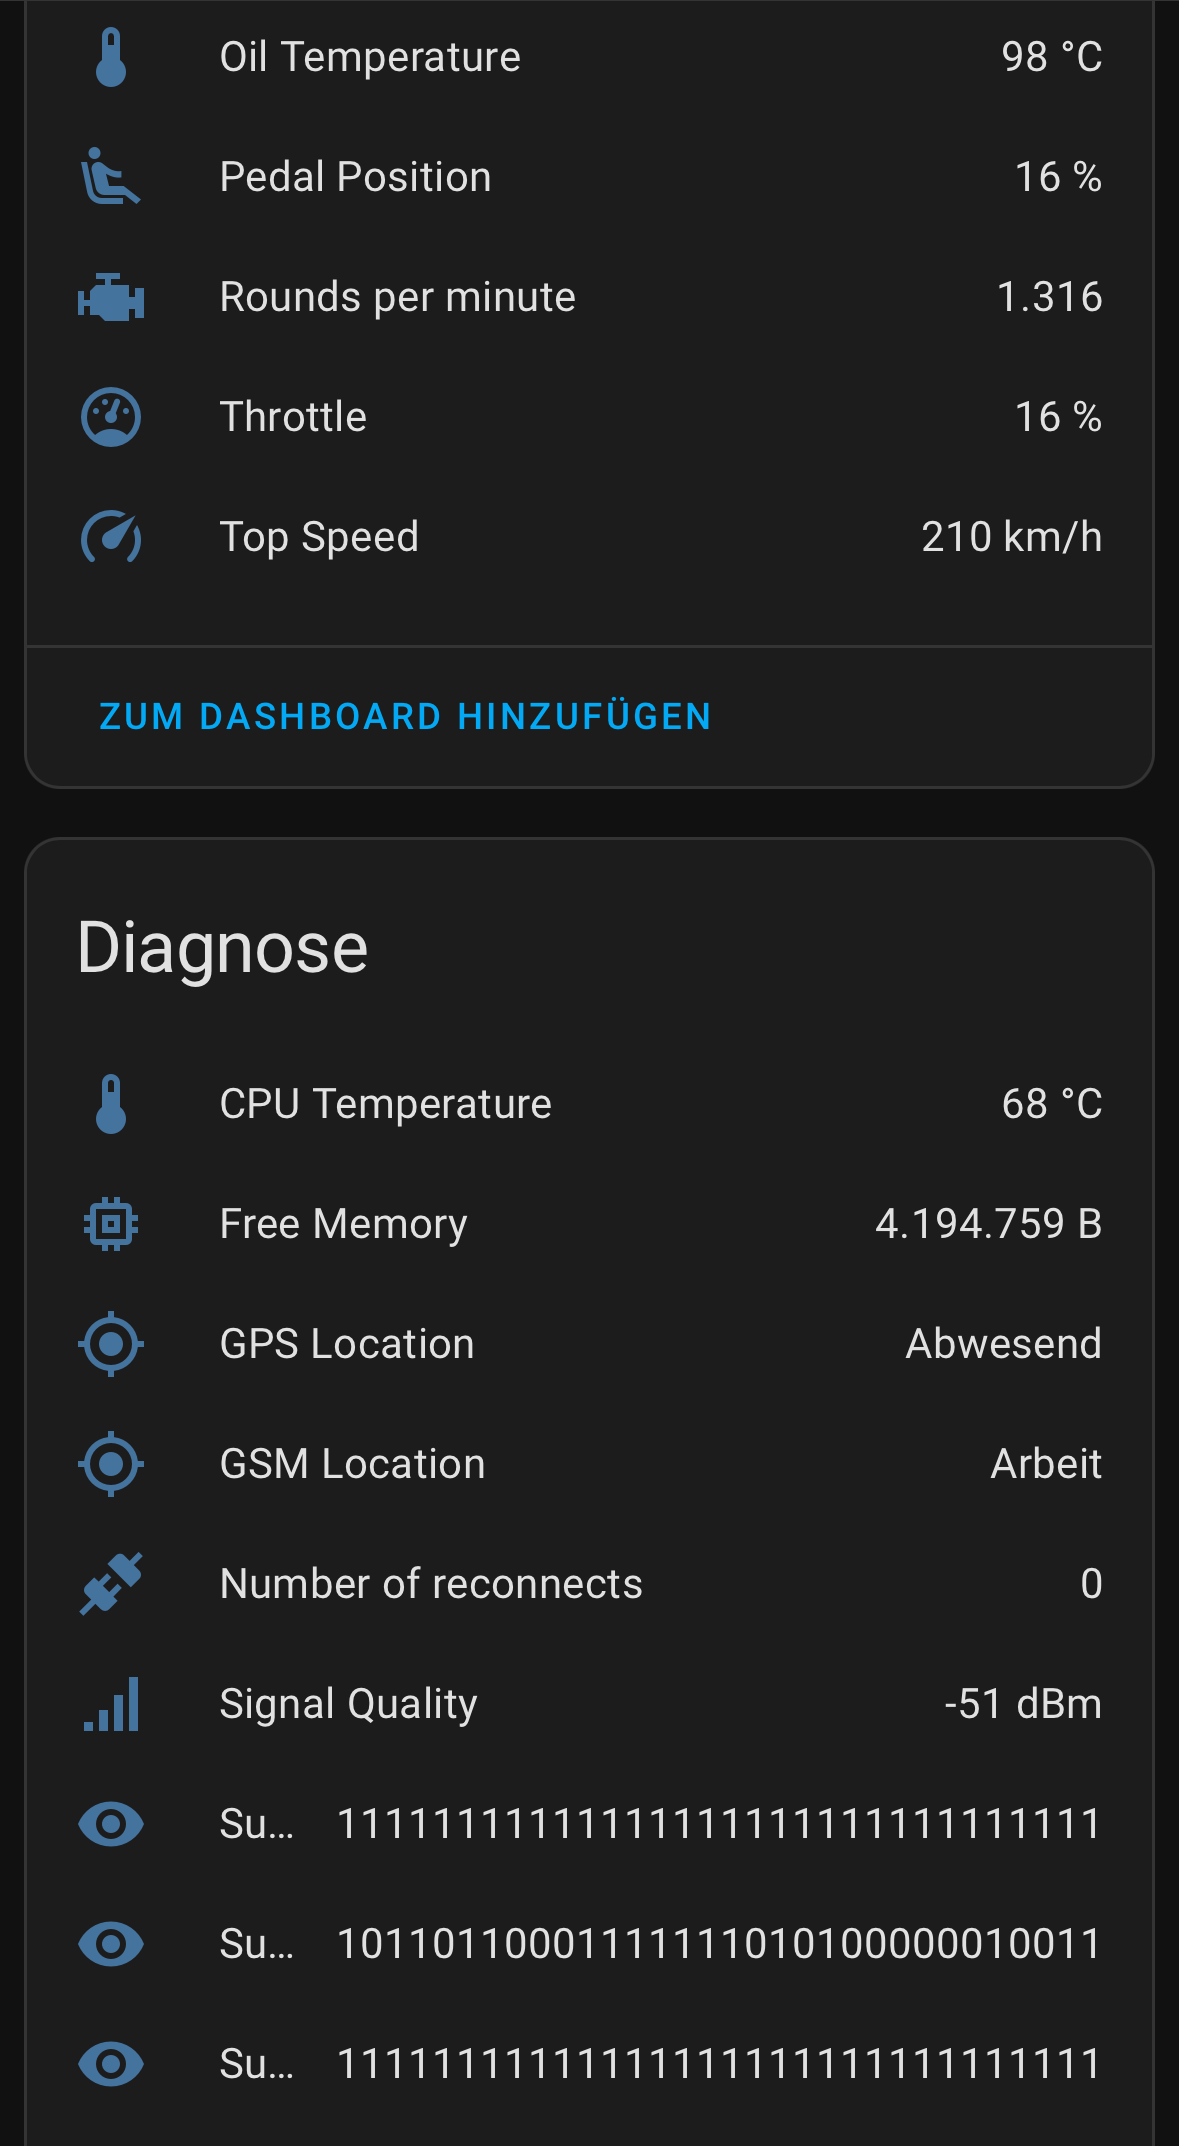 Oil Temperature 98 °C
Pedal Position 16 %
Rounds per minute 1.316
Throttle 16 %
Top Speed 210 km/h
ZUM DASHBOARD HINZUFÜGEN
Diagnose
CPU Temperature 68 °C
Free Memory 4.194.759 B
GPS Location Abwesend
GSM Location Arbeit
Number of reconnects 0
Signal Quality -51 dBm
Su… 11111111111111111111111111111111
Su… 10110110001111111010100000010011
Su… 11111111111111111111111111111111